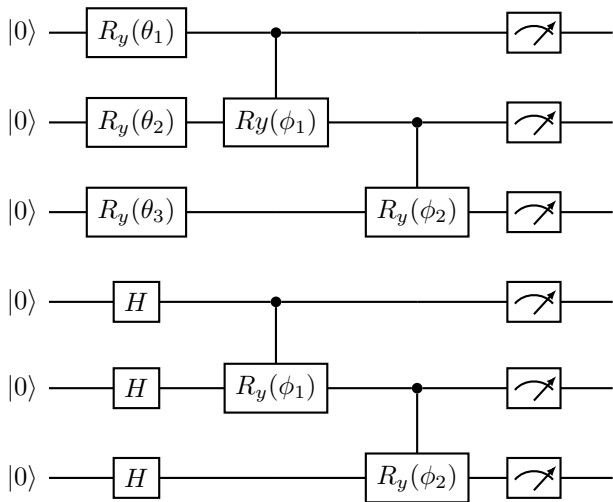 |0⟩ R_y(θ_1)
|0⟩ R_y(θ_2) Ry(ϕ_1)
|0⟩ R_y(θ_3) R_y(ϕ_2)
|0⟩ H
|0⟩ H R_y(ϕ_1)
|0⟩ H R_y(ϕ_2)